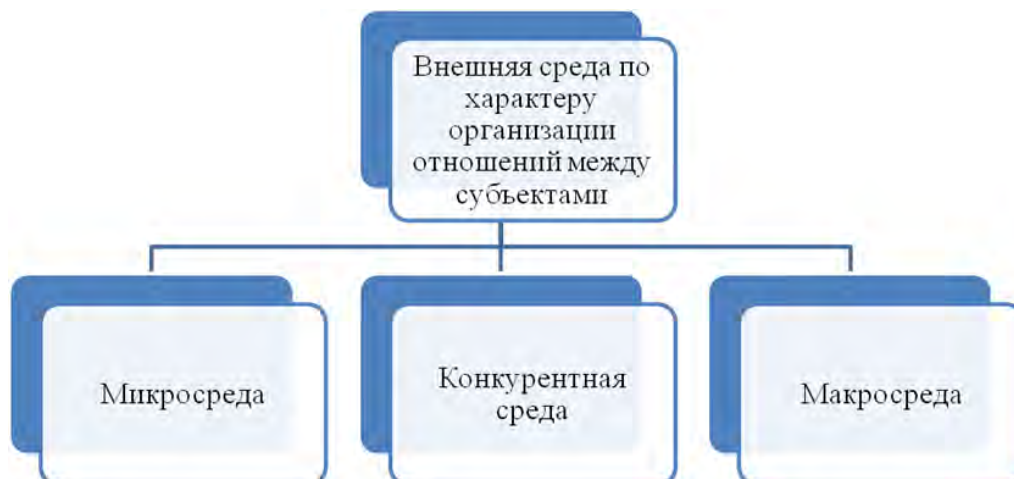 Внешняя среда по
характеру
организации
отношений между
субъектами
Микросреда
Конкурентная
среда
Макросреда